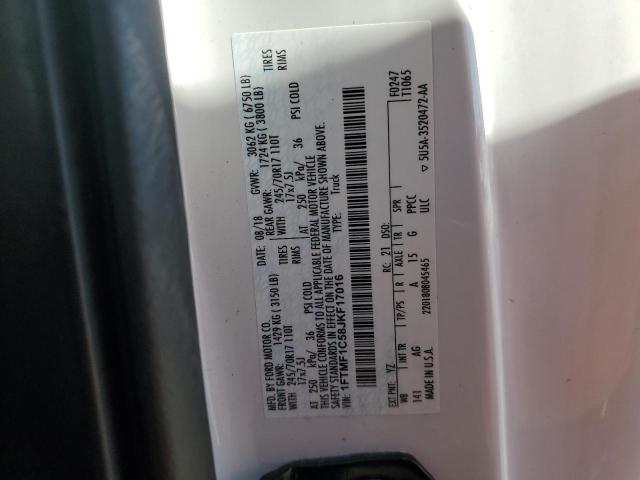 MFD. BY FORD MOTOR CO.
DATE: 08/18 GVWR: 3062 KG ( 6750 LB)
FRONT GAWR: 1429 KG ( 3150 LB) REAR GAWR: 1724 KG ( 3800 LB)
WITH TIRES WITH TIRES
245/70R17 110T 245/70R17 110T
17x7.5J RIMS 17x7.5J RIMS
AT 250 kPa/ 36 PSI COLD AT 250 kPa/ 36 PSI COLD
THIS VEHICLE CONFORMS TO ALL APPLICABLE FEDERAL MOTOR VEHICLE
SAFETY STANDARDS IN EFFECT ON THE DATE OF MANUFACTURE SHOWN ABOVE.
VIN: 1FTMF1C58JKF17016 TYPE: Truck
F0247
T1065
EXT PNT: YZ RC: 21 DSO:
WB INT TR TP/PS R AXLE TR SPR
141 AG A 15 G PPCC
ULC
MADE IN U.S.A. 220180B045465 5U5A-3520472-AA